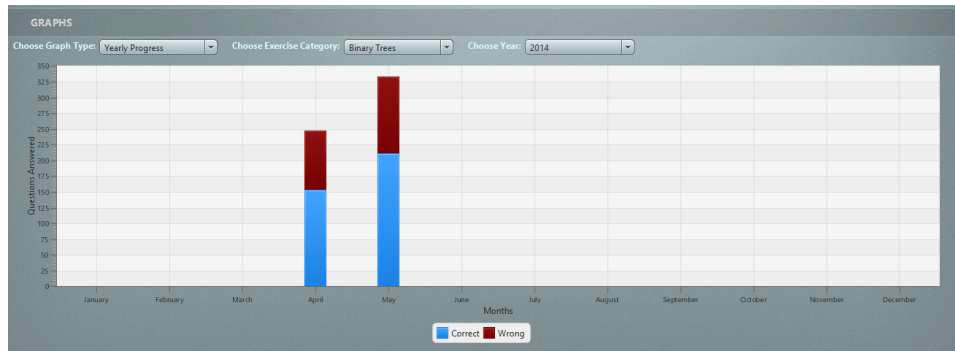 GRAPHS
Choose Graph Type: Yearly Progress Choose Exercise Category: Binary Trees Choose Year: 2014
350
325
300
275
250
225
200
175
150
125
100
75
50
25
0
Questions Answered
January February March April May June July August September October November December
Months
Correct Wrong